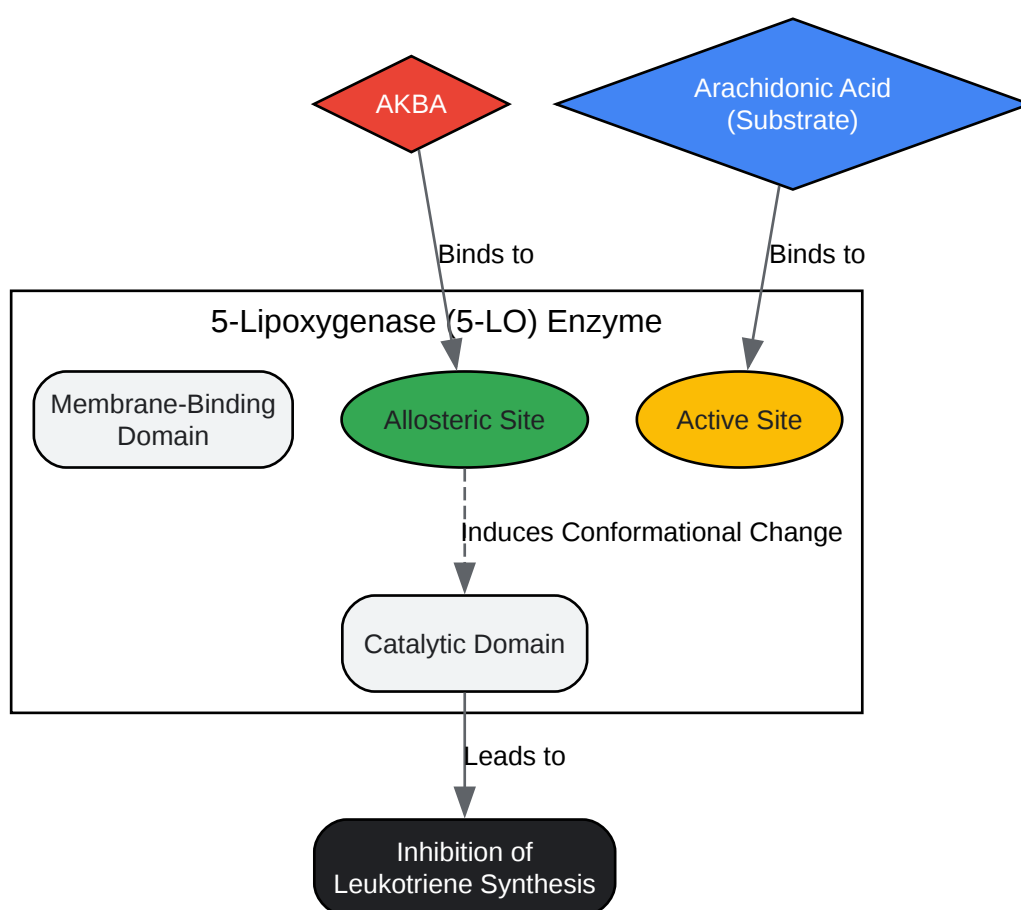 AKBA
Arachidonic Acid
(Substrate)
Binds to
Binds to
5-Lipoxygenase (5-LO) Enzyme
Membrane-Binding
Domain
Allosteric Site
Active Site
Induces Conformational Change
Catalytic Domain
Leads to
Inhibition of
Leukotriene Synthesis